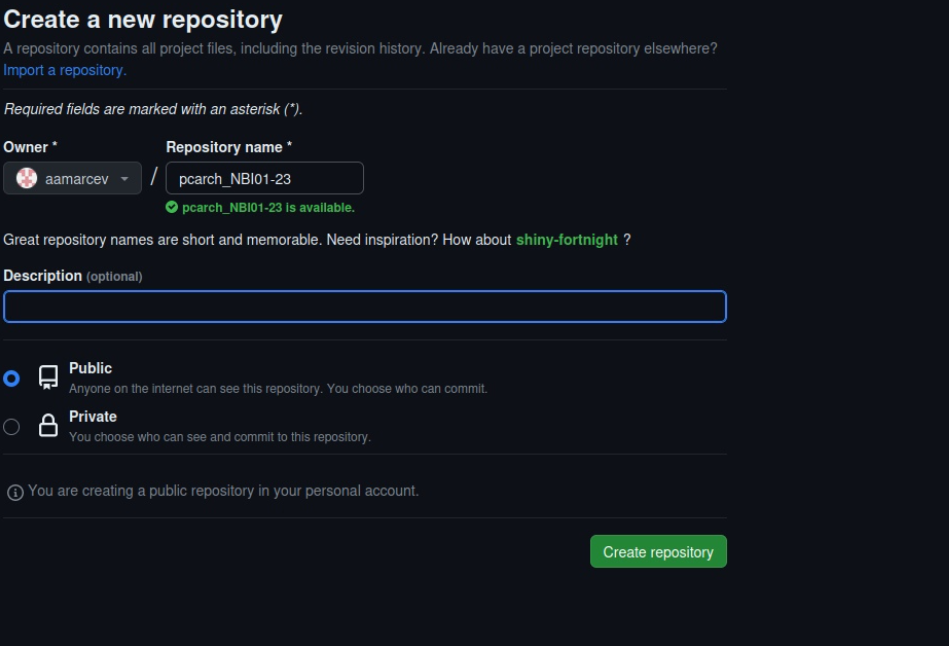 Create a new repository
A repository contains all project files, including the revision history. Already have a project repository elsewhere?
Import a repository.
Required fields are marked with an asterisk (*).
Owner * Repository name *
aamarcev / pcarch_NBI01-23
pcarch_NBI01-23 is available.
Great repository names are short and memorable. Need inspiration? How about shiny-fortnight ?
Description (optional)
Public
Anyone on the internet can see this repository. You choose who can commit.
Private
You choose who can see and commit to this repository.
You are creating a public repository in your personal account.
Create repository